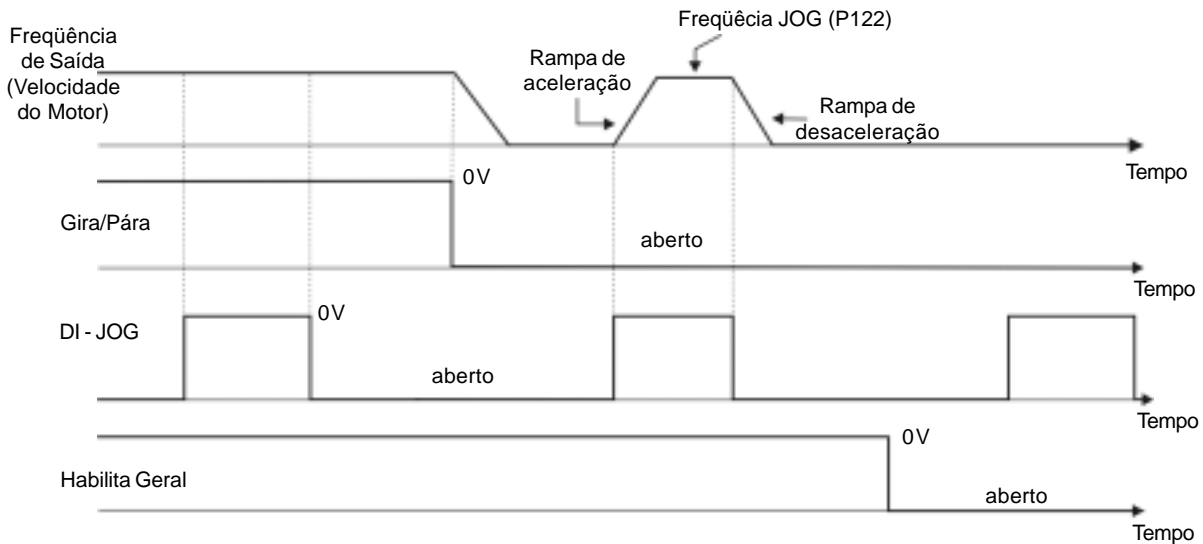 Freqüência
de Saída
(Velocidade
do Motor)
Rampa de
aceleração
Freqüêcia JOG (P122)
Rampa de
desaceleração
Tempo
Gira/Pára
0V
aberto
Tempo
DI - JOG
0V
aberto
Tempo
Habilita Geral
0V
aberto
Tempo